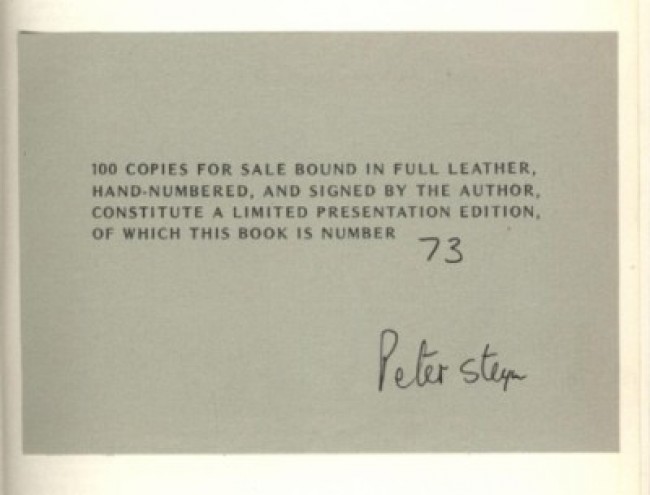 100 COPIES FOR SALE BOUND IN FULL LEATHER,
HAND-NUMBERED, AND SIGNED BY THE AUTHOR,
CONSTITUTE A LIMITED PRESENTATION EDITION,
OF WHICH THIS BOOK IS NUMBER
73
Peter Steyn